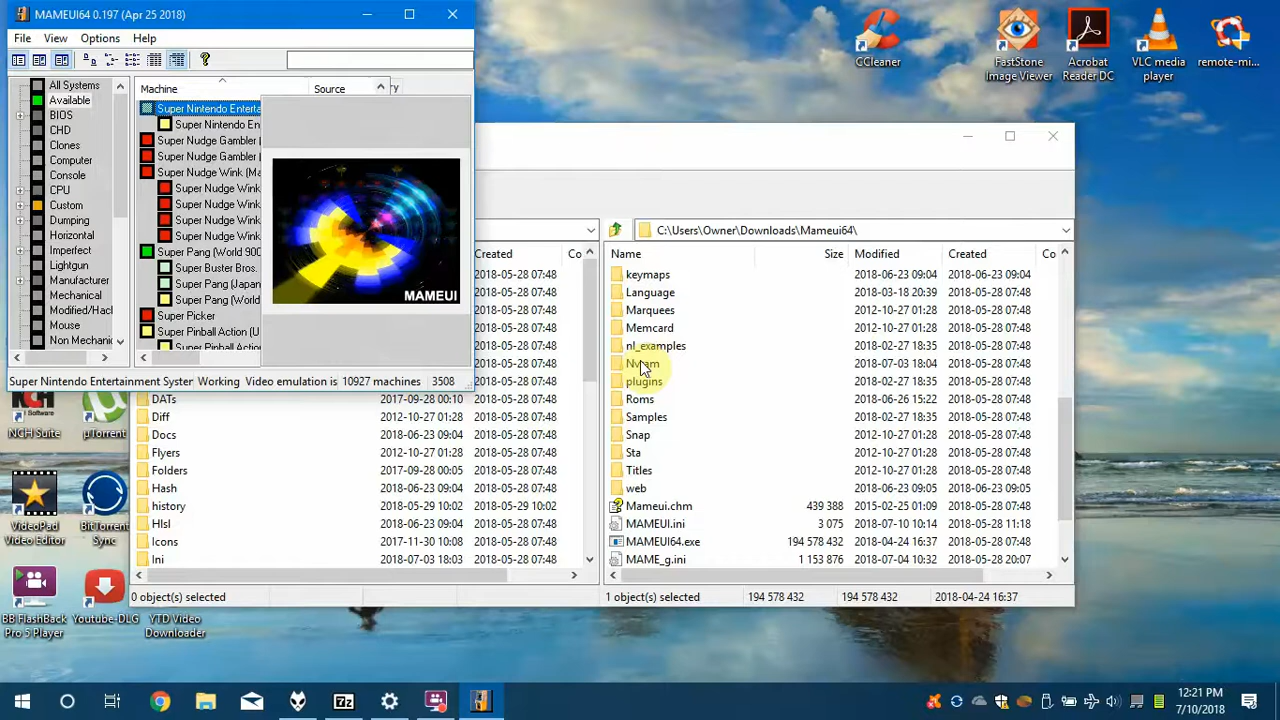 MAMEUI64 0.197 (Apr 25 2018)
File View Options Help
All Systems
Available
BIOS
CHD
Clones
Computer
Console
CPU
Custom
Dumping
Horizontal
Imperfect
Lightgun
Manufacturer
Mechanical
Modified/Hacl
Mouse
Non Mechanic
Machine Source
Super Nintendo Enterta
Super Nintendo En
Super Nudge Gambler
Super Nudge Gambler
Super Nudge Wink (Ma
Super Nudge Wink
Super Nudge Wink
Super Nudge Wink
Super Nudge Wink
Super Pang (World 900
Super Buster Bros.
Super Pang (Japan
Super Pang (World
Super Picker
Super Pinball Action (U
Super Pinball Action
MAMEUI
Super Nintendo Entertainment System Working Video emulation is 10927 machines 3508
CCleaner
FastStone Image Viewer
Acrobat Reader DC
VLC media player
remote-mi...
C:\Users\Owner\Downloads\Mameui64\
Created Co
2018-05-28 07:48
2018-05-28 07:48
2018-05-28 07:48
2018-05-28 07:48
2018-05-28 07:48
2018-05-28 07:48
2018-05-28 07:48
DATs 2017-09-28 00:10 2018-05-28 07:48
Diff 2012-10-27 01:28 2018-05-28 07:48
Docs 2018-06-23 09:04 2018-05-28 07:48
Flyers 2012-10-27 01:28 2018-05-28 07:48
Folders 2017-09-28 00:05 2018-05-28 07:48
Hash 2018-06-23 09:04 2018-05-28 07:48
history 2018-05-29 10:02 2018-05-29 10:02
Hlsl 2012-10-27 01:28 2018-05-28 07:48
Icons 2017-11-30 10:08 2018-05-28 07:48
Ini 2018-07-03 18:03 2018-05-28 07:48
0 object(s) selected
Name Size Modified Created Co
keymaps 2018-06-23 09:04 2018-06-23 09:04
Language 2018-03-18 20:39 2018-05-28 07:48
Marquees 2012-10-27 01:28 2018-05-28 07:48
Memcard 2012-10-27 01:28 2018-05-28 07:48
nl_examples 2018-02-27 18:35 2018-05-28 07:48
Nvram 2018-07-03 18:04 2018-05-28 07:48
plugins 2018-02-27 18:35 2018-05-28 07:48
Roms 2018-06-26 15:22 2018-05-28 07:48
Samples 2018-02-27 18:35 2018-05-28 07:48
Snap 2012-10-27 01:28 2018-05-28 07:48
Sta 2012-10-27 01:28 2018-05-28 07:48
Titles 2012-10-27 01:28 2018-05-28 07:48
web 2018-06-23 09:05 2018-06-23 09:05
Mameui.chm 439 388 2015-02-25 01:09 2018-05-28 07:48
MAMEUI.ini 3 075 2018-07-10 10:14 2018-05-28 11:18
MAMEUI64.exe 194 578 432 2018-04-24 16:37 2018-05-28 07:48
MAME_g.ini 1 153 876 2018-07-04 10:32 2018-05-28 20:07
1 object(s) selected 194 578 432 194 578 432 2018-04-24 16:37
NCH Suite
µTorrent
VideoPad Video Editor
BitTorrent Sync
BB FlashBack Pro 5 Player
Youtube-DLG
YTD Video Downloader
7z
12:21 PM
7/10/2018